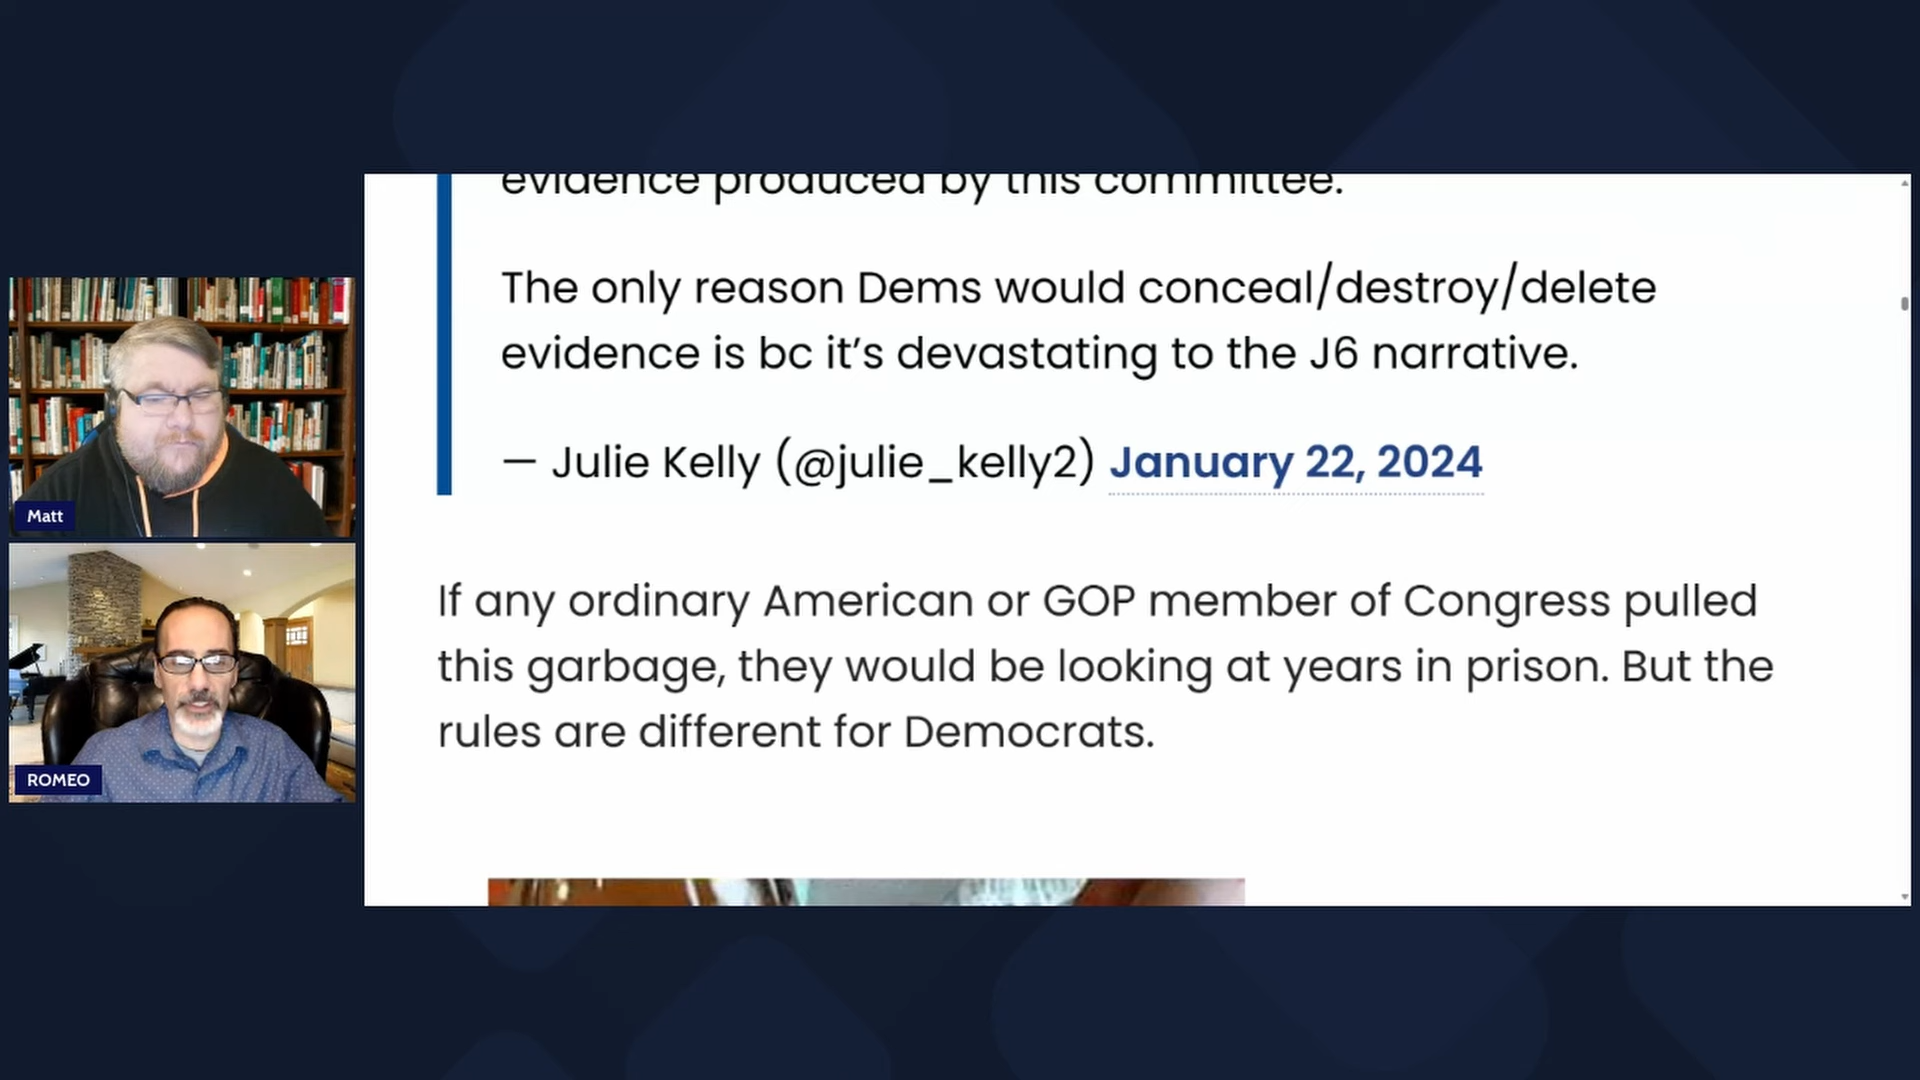 evidence produced by this committee.
The only reason Dems would conceal/destroy/delete
evidence is bc it’s devastating to the J6 narrative.
— Julie Kelly (@julie_kelly2) January 22, 2024
If any ordinary American or GOP member of Congress pulled
this garbage, they would be looking at years in prison. But the
rules are different for Democrats.
Matt
ROMEO